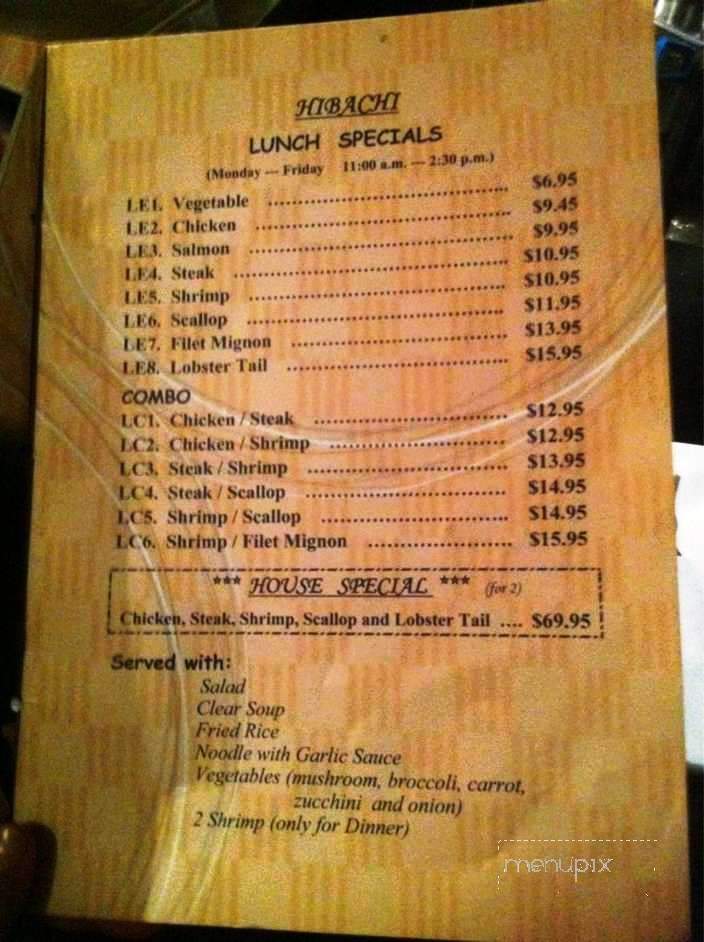 HIBACHI
LUNCH SPECIALS
(Monday --- Friday 11:00 a.m. --- 2:30 p.m.)
LE1. Vegetable ........................................ $6.95
LE2. Chicken ........................................ $9.45
LE3. Salmon ........................................ $9.95
LE4. Steak ........................................ $10.95
LE5. Shrimp ........................................ $10.95
LE6. Scallop ........................................ $11.95
LE7. Filet Mignon ................................ $13.95
LE8. Lobster Tail ................................ $15.95
COMBO
LC1. Chicken / Steak ............................ $12.95
LC2. Chicken / Shrimp .......................... $12.95
LC3. Steak / Shrimp ............................. $13.95
LC4. Steak / Scallop ............................. $14.95
LC5. Shrimp / Scallop ........................... $14.95
LC6. Shrimp / Filet Mignon .................... $15.95
*** HOUSE SPECIAL *** (for 2)
Chicken, Steak, Shrimp, Scallop and Lobster Tail .... $69.95
Served with:
Salad
Clear Soup
Fried Rice
Noodle with Garlic Sauce
Vegetables (mushroom, broccoli, carrot,
zucchini and onion)
2 Shrimp (only for Dinner)
menupix